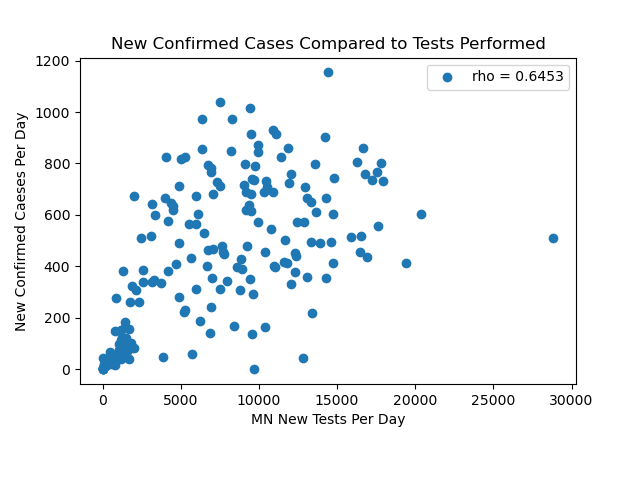 New Confirmed Cases Compared to Tests Performed
rho = 0.6453
New Confirmed Caeses Per Day
1200
1000
800
600
400
200
0
0 5000 10000 15000 20000 25000 30000
MN New Tests Per Day